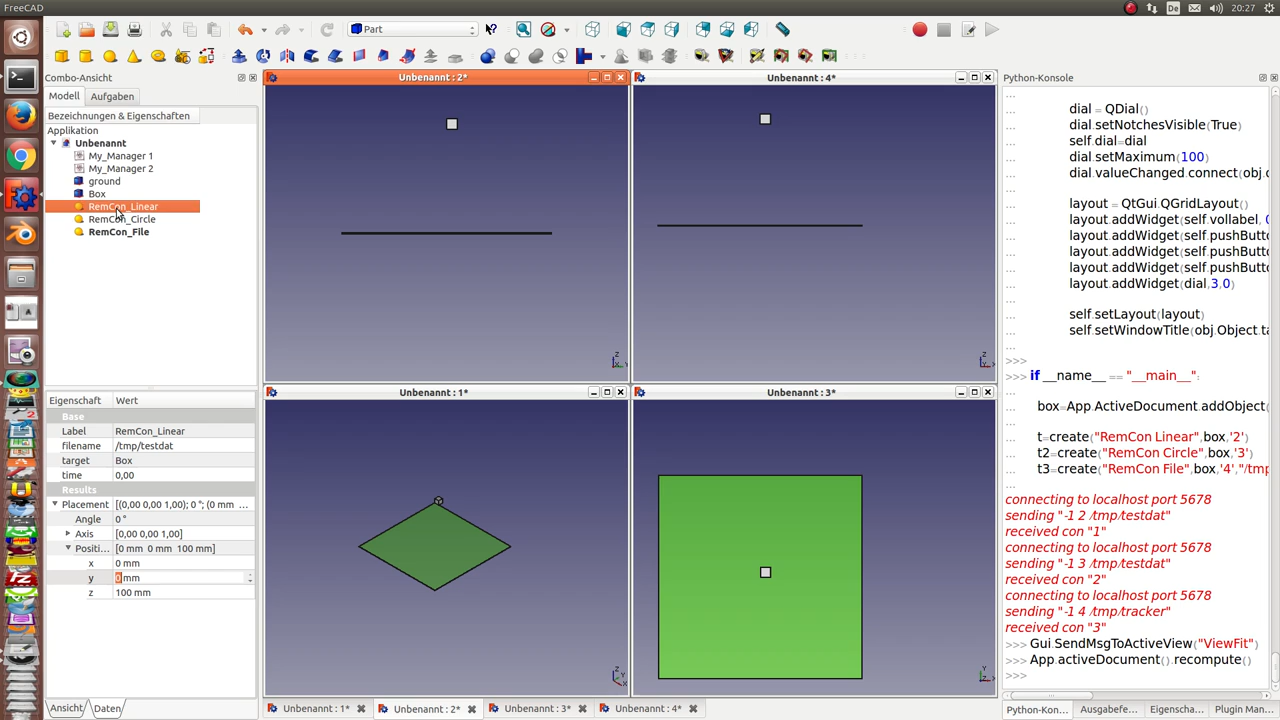 FreeCAD
De
20:27
Part
Combo-Ansicht
Modell
Aufgaben
Bezeichnungen & Eigenschaften
Applikation
Unbenannt
My_Manager 1
My_Manager 2
ground
Box
RemCon_Linear
RemCon_Circle
RemCon_File
Eigenschaft
Wert
Base
Label
RemCon_Linear
filename
/tmp/testdat
target
Box
time
0,00
Results
Placement
[(0,00 0,00 1,00); 0 °; (0 mm
Angle
0 °
Axis
[0,00 0,00 1,00]
Positi...
[0 mm 0 mm 100 mm]
x
0 mm
y
0 mm
z
100 mm
Ansicht
Daten
Unbenannt : 2*
Unbenannt : 4*
Unbenannt : 1*
Unbenannt : 3*
Unbenannt : 1*
Unbenannt : 2*
Unbenannt : 3*
Unbenannt : 4*
Python-Konsole
...
... dial = QDial()
... dial.setNotchesVisible(True)
... self.dial=dial
... dial.setMaximum(100)
... dial.valueChanged.connect(obj.
...
... layout = QtGui.QGridLayout()
... layout.addWidget(self.vollabel,
... layout.addWidget(self.pushButt
... layout.addWidget(self.pushButt
... layout.addWidget(self.pushButt
... layout.addWidget(dial,3,0)
...
... self.setLayout(layout)
... self.setWindowTitle(obj.Object.
...
>>>
>>> if __name__ == "__main__":
...
... box=App.ActiveDocument.addObject(
...
... t=create("RemCon Linear",box,'2')
... t2=create("RemCon Circle",box,'3')
... t3=create("RemCon File",box,'4',"/tmp
...
connecting to localhost port 5678
sending "-1 2 /tmp/testdat"
received con "1"
connecting to localhost port 5678
sending "-1 3 /tmp/testdat"
received con "2"
connecting to localhost port 5678
sending "-1 4 /tmp/tracker"
received con "3"
>>> Gui.SendMsgToActiveView("ViewFit")
>>> App.activeDocument().recompute()
>>>
Python-Kon...
Ausgabefe...
Eigenscha...
Plugin Man...